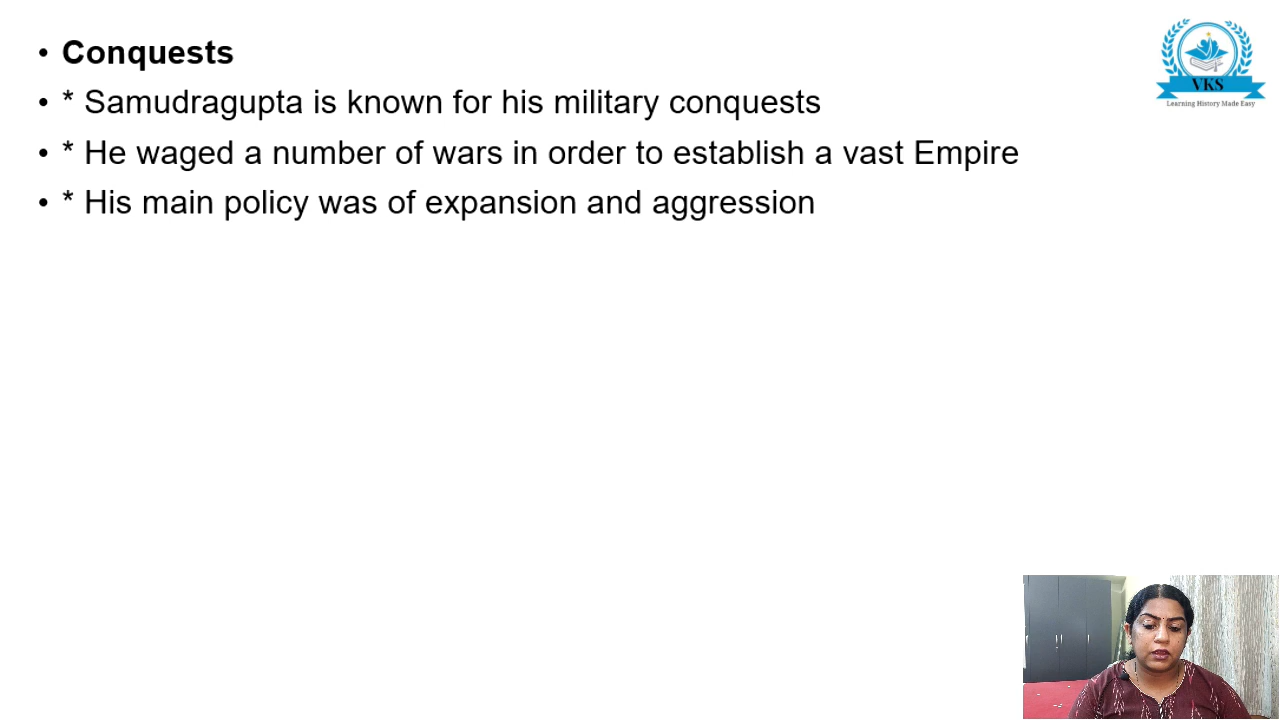 • Conquests
• * Samudragupta is known for his military conquests
• * He waged a number of wars in order to establish a vast Empire
• * His main policy was of expansion and aggression
VKS
Learning History Made Easy